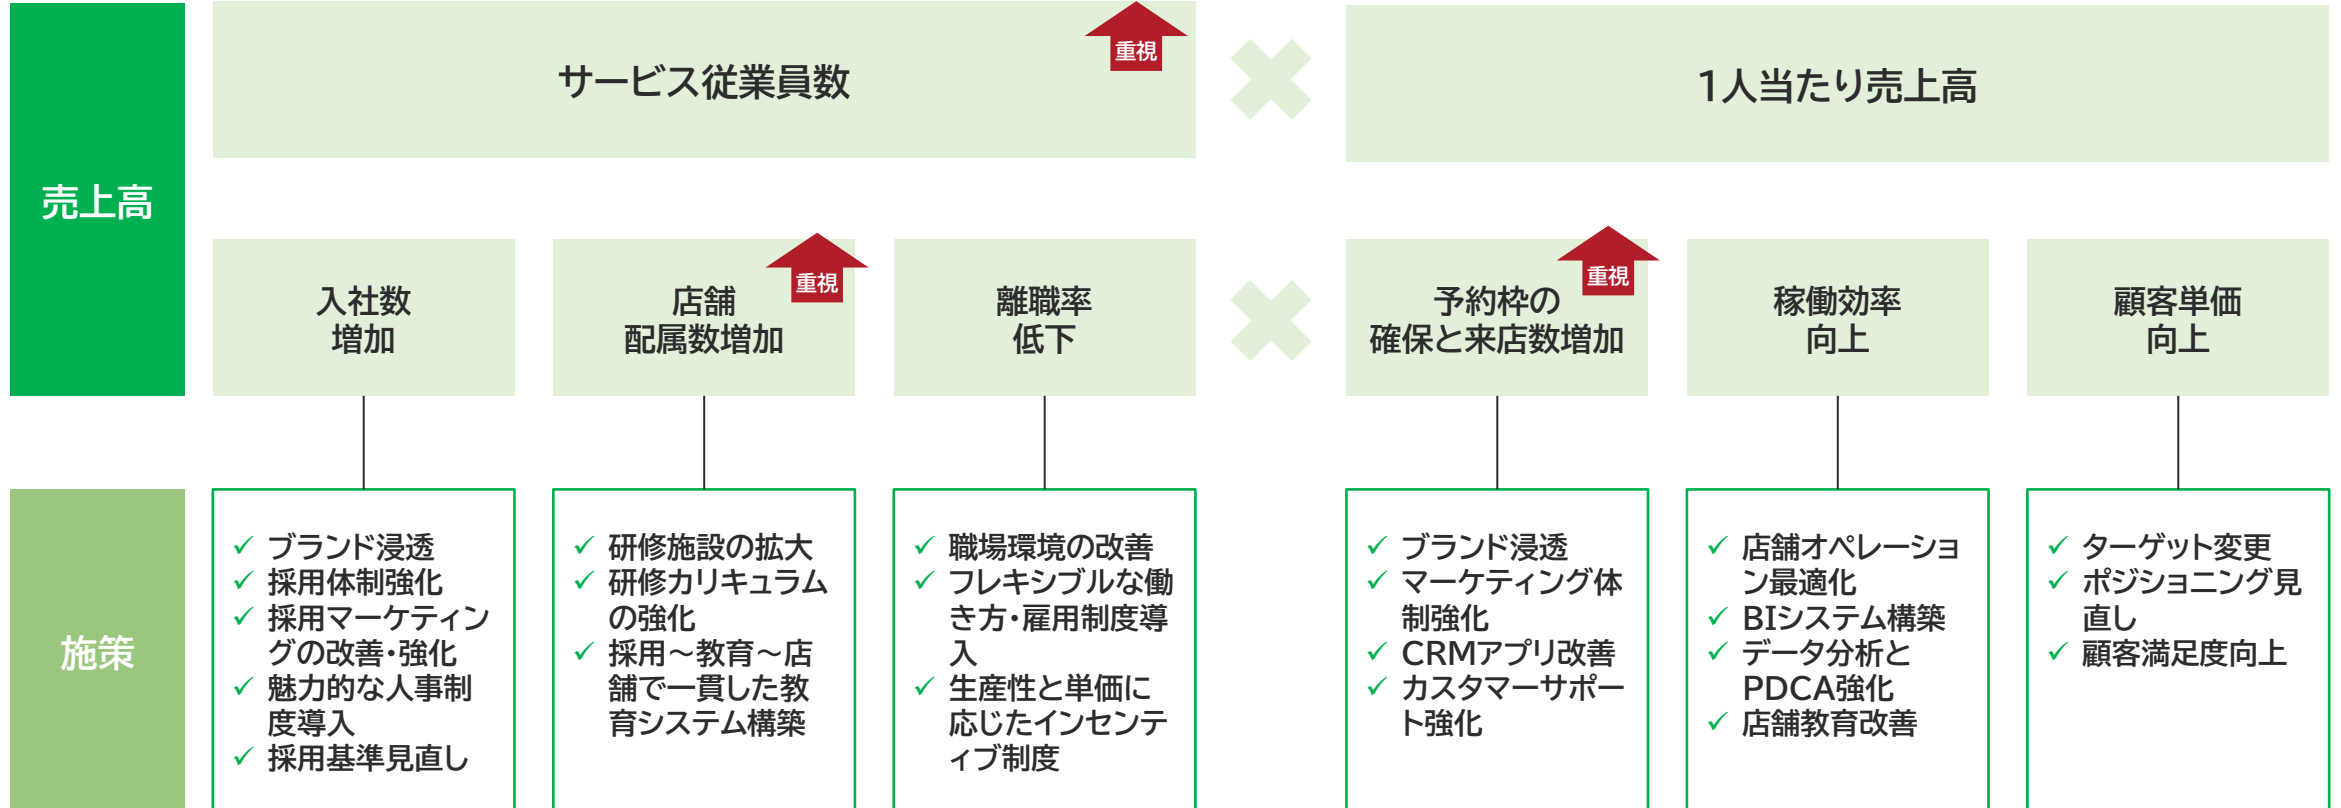 売上高
サービス従業員数
重視
1人当たり売上高
入社数
増加
店舗
配属数増加
重視
離職率
低下
予約枠の
確保と来店数増加
重視
稼働効率
向上
顧客単価
向上
施策
✓ ブランド浸透
✓ 採用体制強化
✓ 採用マーケティン
グの改善・強化
✓ 魅力的な人事制
度導入
✓ 採用基準見直し
✓ 研修施設の拡大
✓ 研修カリキュラム
の強化
✓ 採用～教育～店
舗で一貫した教
育システム構築
✓ 職場環境の改善
✓ フレキシブルな働
き方・雇用制度導
入
✓ 生産性と単価に
応じたインセンテ
ィブ制度
✓ ブランド浸透
✓ マーケティング体
制強化
✓ CRMアプリ改善
✓ カスタマーサポー
ト強化
✓ 店舗オペレーショ
ン最適化
✓ BIシステム構築
✓ データ分析と
PDCA強化
✓ 店舗教育改善
✓ ターゲット変更
✓ ポジショニング見
直し
✓ 顧客満足度向上